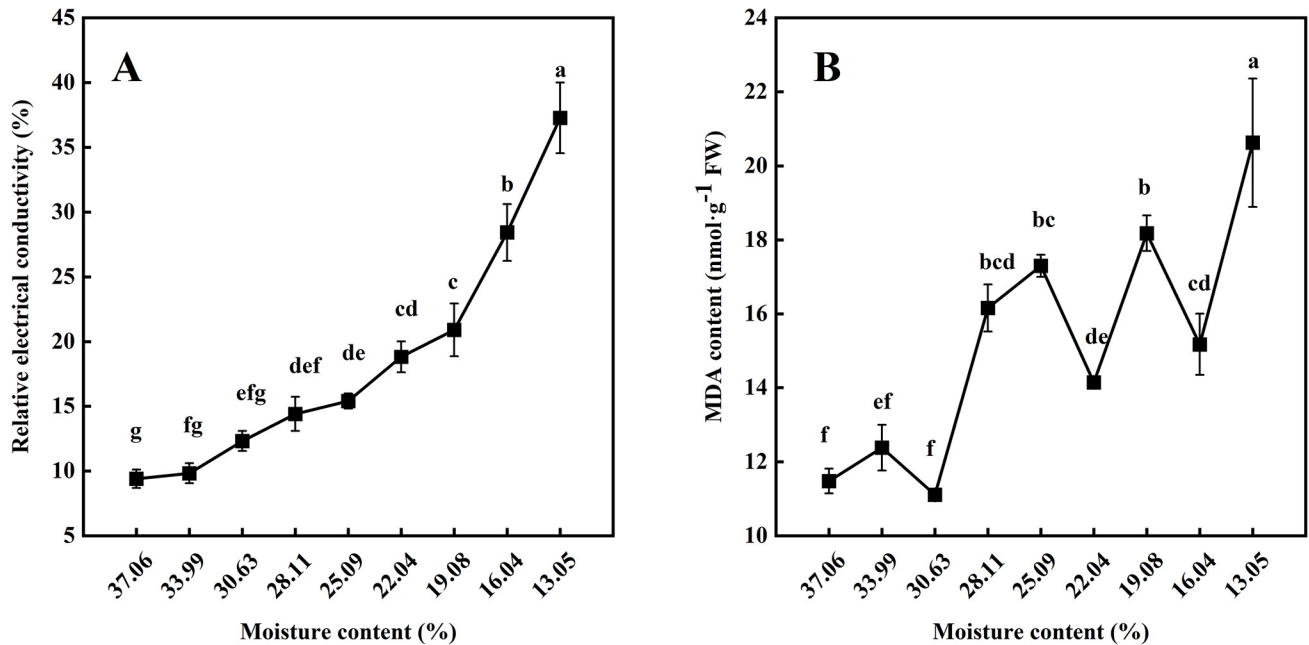 A
Relative electrical conductivity (%)
45
40
35
30
25
20
15
10
5
g
fg
efg
def
de
cd
c
b
a
37.06
33.99
30.63
28.11
25.09
22.04
19.08
16.04
13.05
Moisture content (%)
B
MDA content (nmol·g⁻¹ FW)
24
22
20
18
16
14
12
10
f
ef
f
bcd
bc
de
b
cd
a
37.06
33.99
30.63
28.11
25.09
22.04
19.08
16.04
13.05
Moisture content (%)